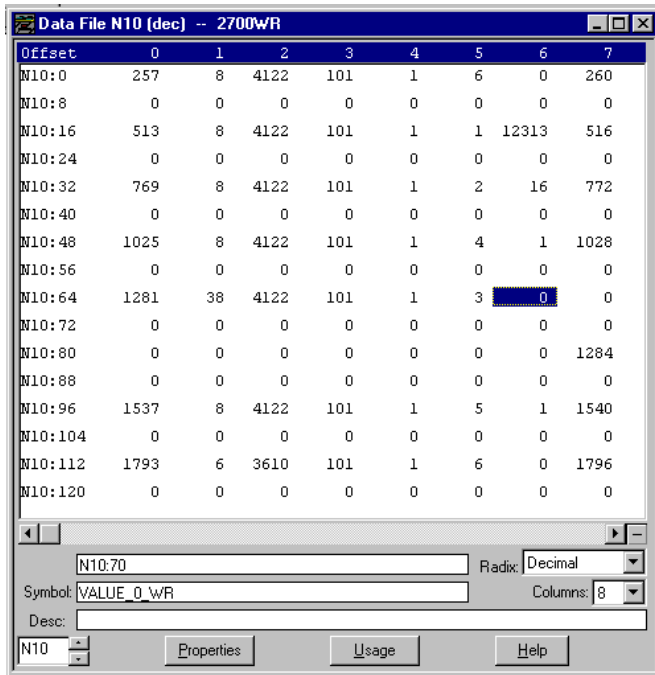 Data File N10 (dec) -- 2700WR
Offset 0 1 2 3 4 5 6 7
N10:0 257 8 4122 101 1 6 0 260
N10:8 0 0 0 0 0 0 0 0
N10:16 513 8 4122 101 1 1 12313 516
N10:24 0 0 0 0 0 0 0 0
N10:32 769 8 4122 101 1 2 16 772
N10:40 0 0 0 0 0 0 0 0
N10:48 1025 8 4122 101 1 4 1 1028
N10:56 0 0 0 0 0 0 0 0
N10:64 1281 38 4122 101 1 3 0 0
N10:72 0 0 0 0 0 0 0 0
N10:80 0 0 0 0 0 0 0 1284
N10:88 0 0 0 0 0 0 0 0
N10:96 1537 8 4122 101 1 5 1 1540
N10:104 0 0 0 0 0 0 0 0
N10:112 1793 6 3610 101 1 6 0 1796
N10:120 0 0 0 0 0 0 0 0
N10:70 Radix: Decimal
Symbol: VALUE_0_WR Columns: 8
Desc:
N10 Properties Usage Help